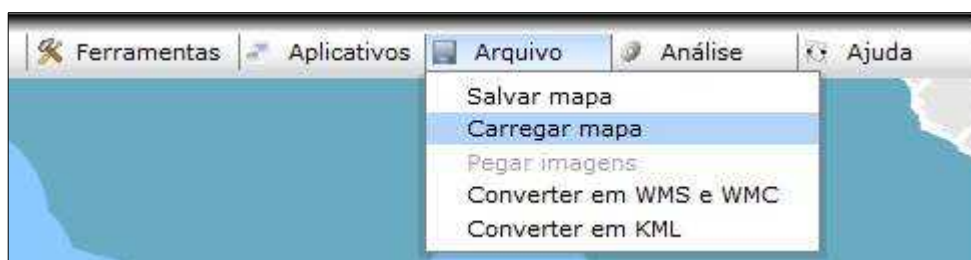 Ferramentas Aplicativos Arquivo Análise Ajuda
Salvar mapa
Carregar mapa
Pegar imagens
Converter em WMS e WMC
Converter em KML